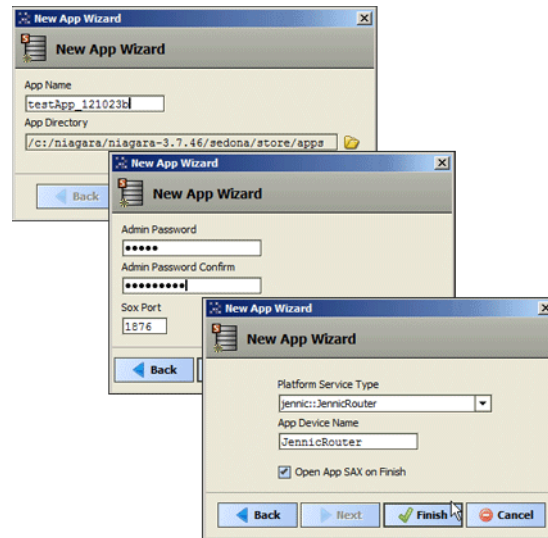 New App Wizard
New App Wizard
App Name
testApp_121023b
App Directory
/c:/niagara/niagara-3.7.46/sedona/store/apps
Back
New App Wizard
New App Wizard
Admin Password
•••••
Admin Password Confirm
•••••••••
Sox Port
1876
Back
New App Wizard
New App Wizard
Platform Service Type
jennic::JennicRouter
App Device Name
JennicRouter
Open App SAX on Finish
Back
Next
Finish
Cancel